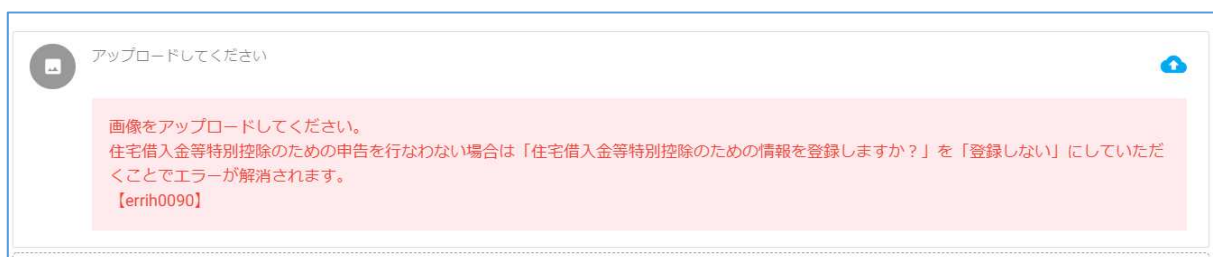 アップロードしてください
画像をアップロードしてください。
住宅借入金等特別控除のための申告を行なわない場合は「住宅借入金等特別控除のための情報を登録しますか？」を「登録しない」にしていただ
くことでエラーが解消されます。
【errih0090】